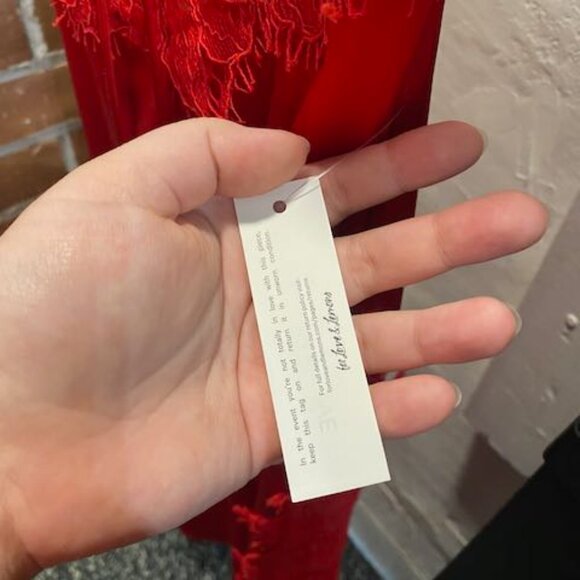 In the event you're not totally in love with this piece,
keep this tag on and return it in unworn condition.
For full details on our return policy visit:
forloveandlemons.com/pages/returns
for Love & Lemons